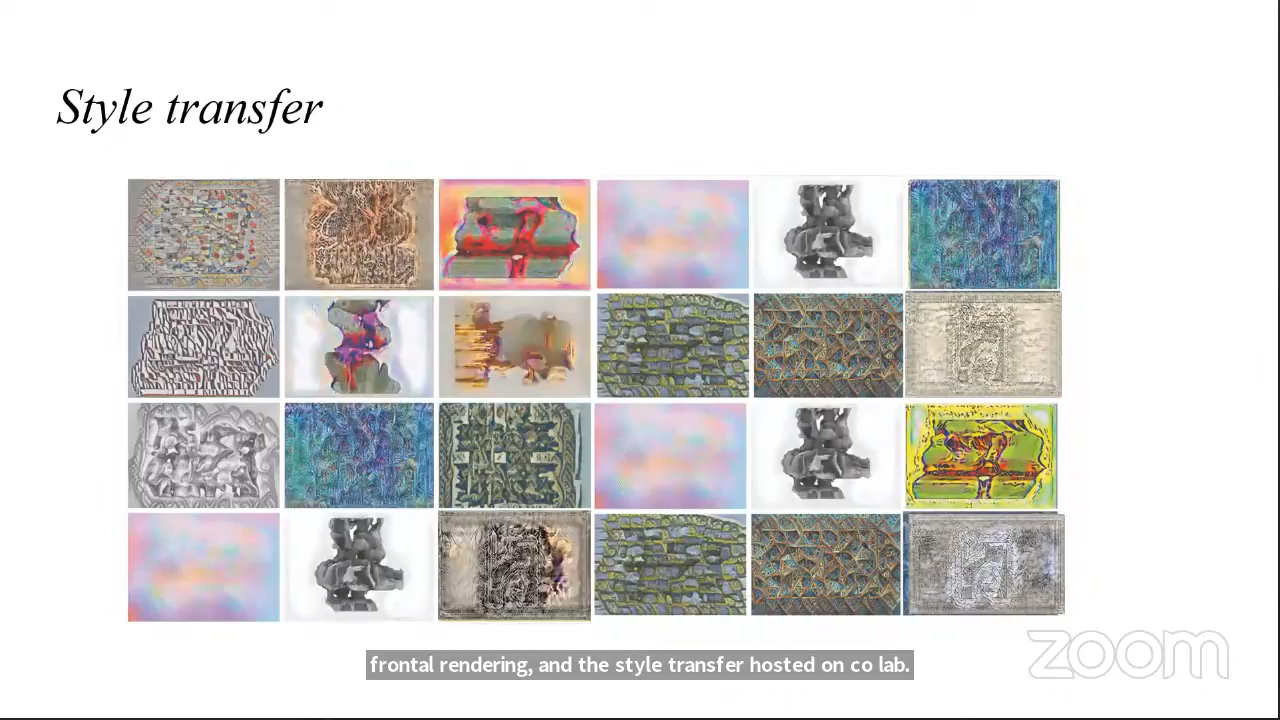 Style transfer
frontal rendering, and the style transfer hosted on co lab.
zoom